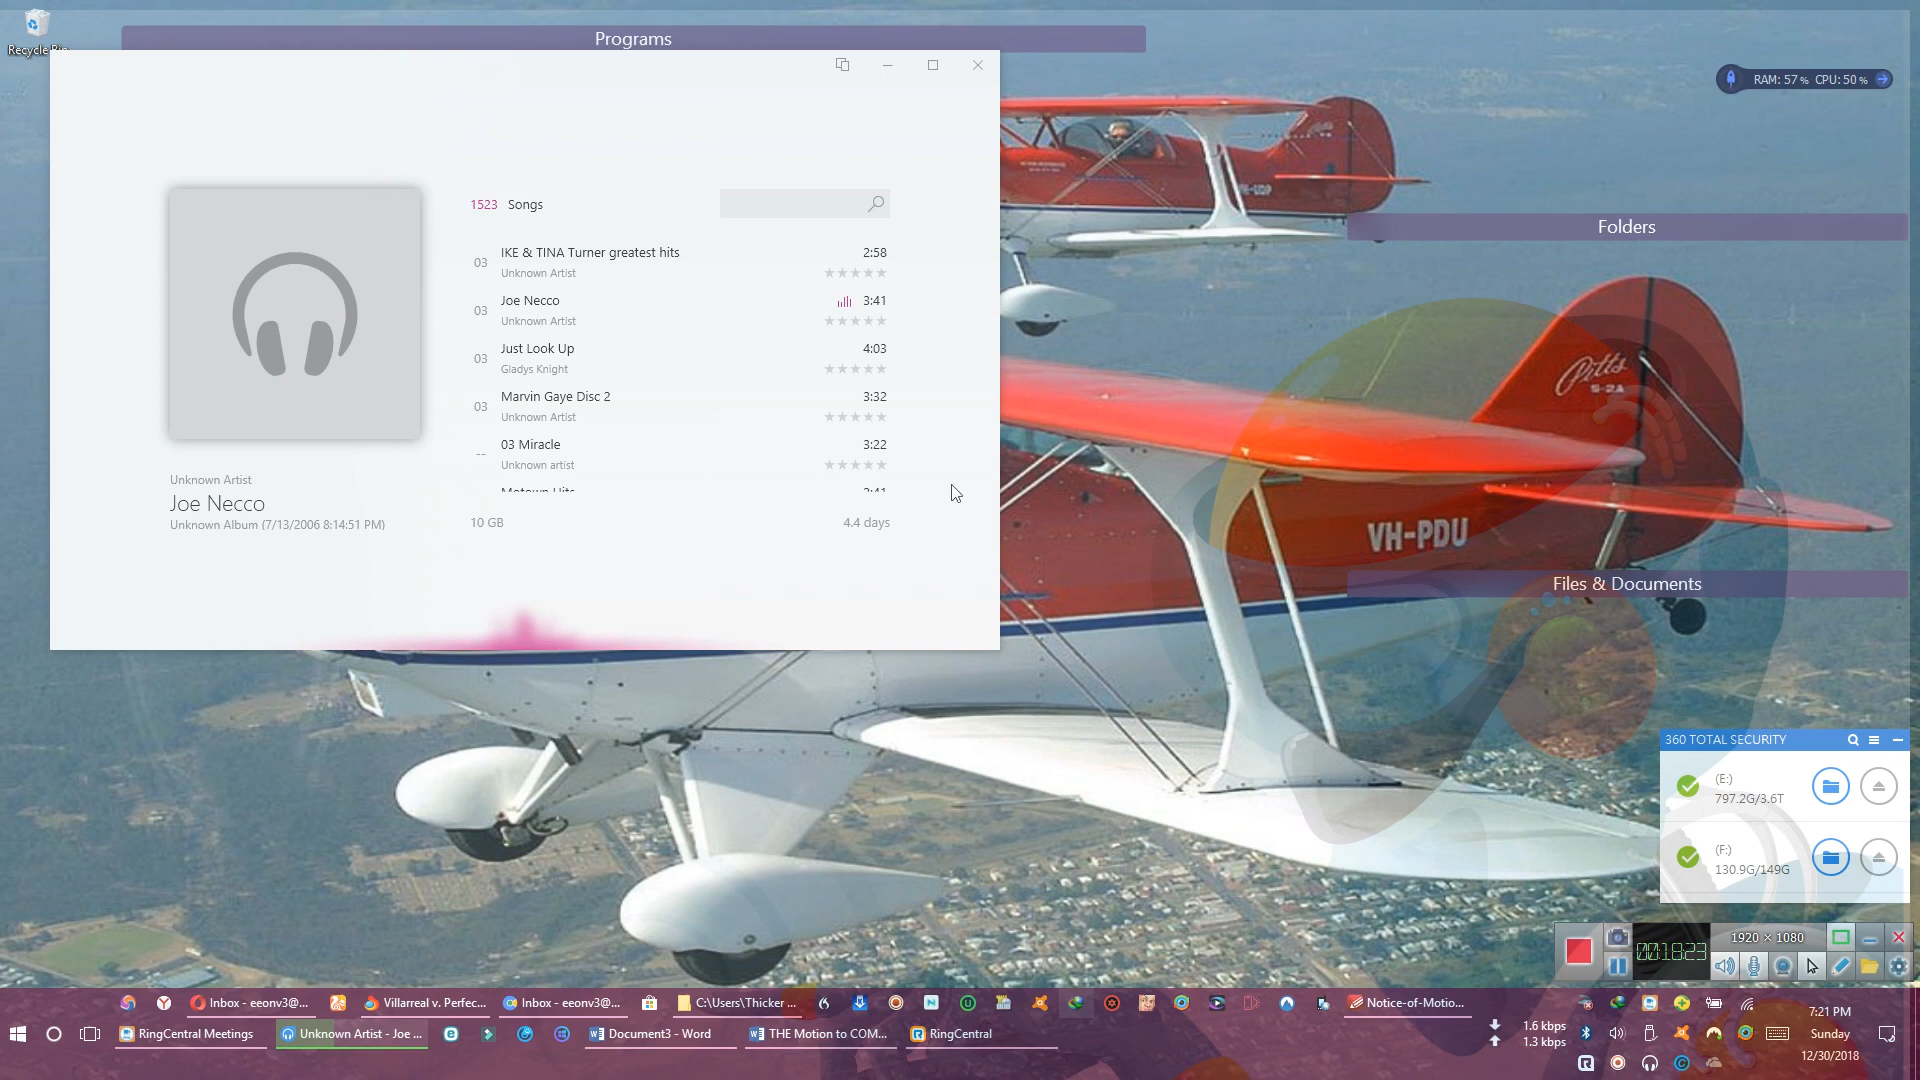 Recycle Bin
Programs
RAM: 57 % CPU: 50 %
1523 Songs
03
IKE & TINA Turner greatest hits
2:58
Unknown Artist
03
Joe Necco
3:41
Unknown Artist
03
Just Look Up
4:03
Gladys Knight
03
Marvin Gaye Disc 2
3:32
Unknown Artist
--
03 Miracle
3:22
Unknown artist
Motown Hits
10 GB
4.4 days
Unknown Artist
Joe Necco
Unknown Album (7/13/2006 8:14:51 PM)
Folders
Pitts
S-2A
VH-PDU
Files & Documents
360 TOTAL SECURITY
(E:)
797.2G/3.6T
(F:)
130.9G/149G
1920 × 1080
00:18:23
Inbox - eeonv3@...
Villarreal v. Perfec...
Inbox - eeonv3@...
C:\Users\Thicker ...
Notice-of-Motio...
RingCentral Meetings
Unknown Artist - Joe ...
Document3 - Word
THE Motion to COM...
RingCentral
1.6 kbps
1.3 kbps
7:21 PM
Sunday
12/30/2018